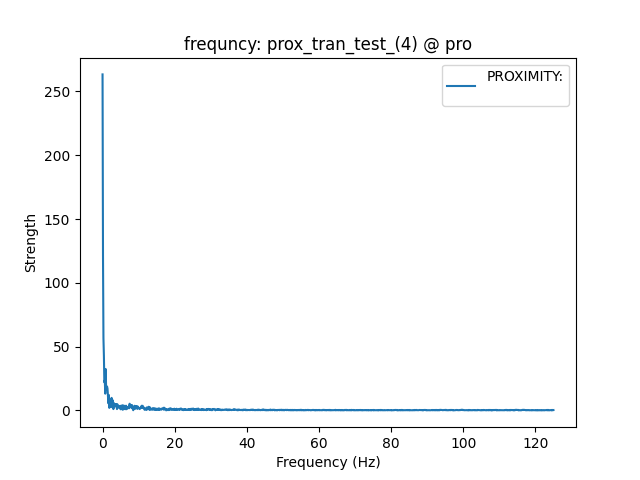 frequncy: prox_tran_test_(4) @ pro
PROXIMITY:
250
200
150
100
50
0
Strength
0 20 40 60 80 100 120
Frequency (Hz)